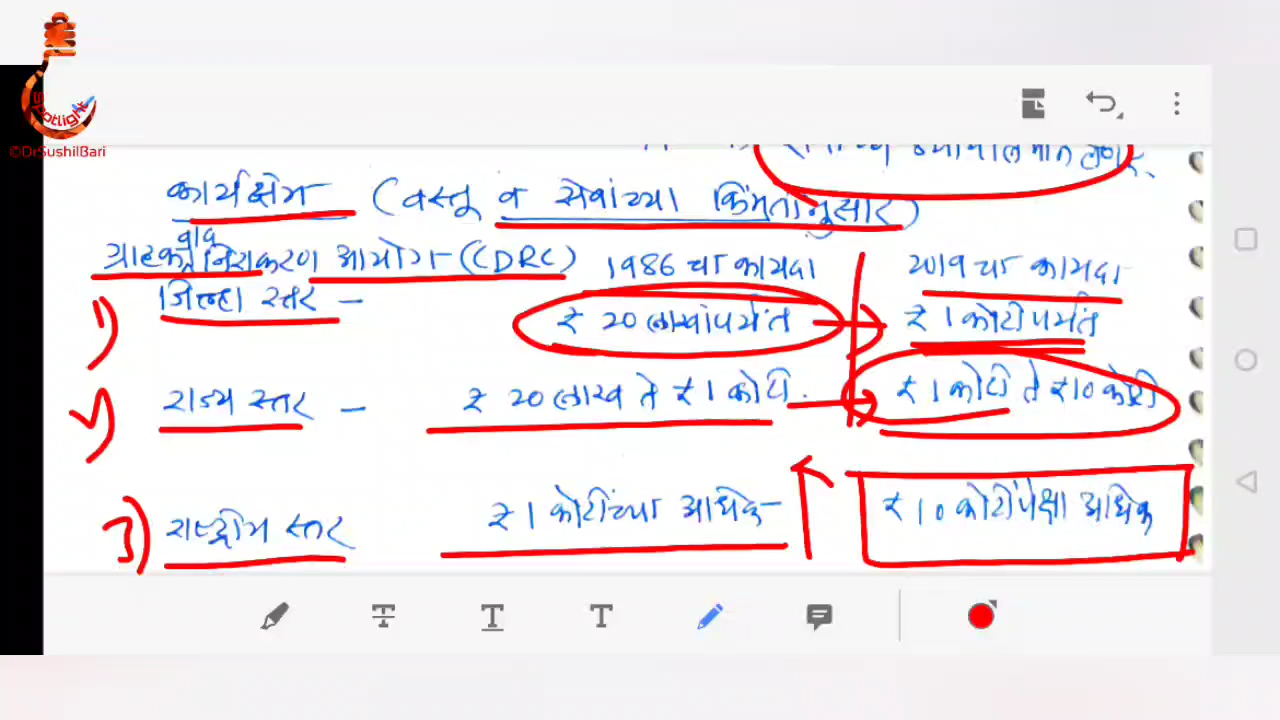 Spotlight
©DrSushilBari
कार्यक्षेत्र (वस्तू व सेवांच्या किंमतीनुसार)
वाद
ग्राहक निराकरण आयोग - (CDRC) 1986 चा कायदा 2019 चा कायदा
1) जिल्हा स्तर - ₹ 20 लाखांपर्यंत ₹ 1 कोटी पर्यंत
2) राज्य स्तर - ₹ 20 लाख ते ₹ 1 कोटी. ₹ 1 कोटी ते ₹ 10 कोटी
3) राष्ट्रीय स्तर ₹ 1 कोटींच्या अधिक - ₹ 10 कोटींपेक्षा अधिक